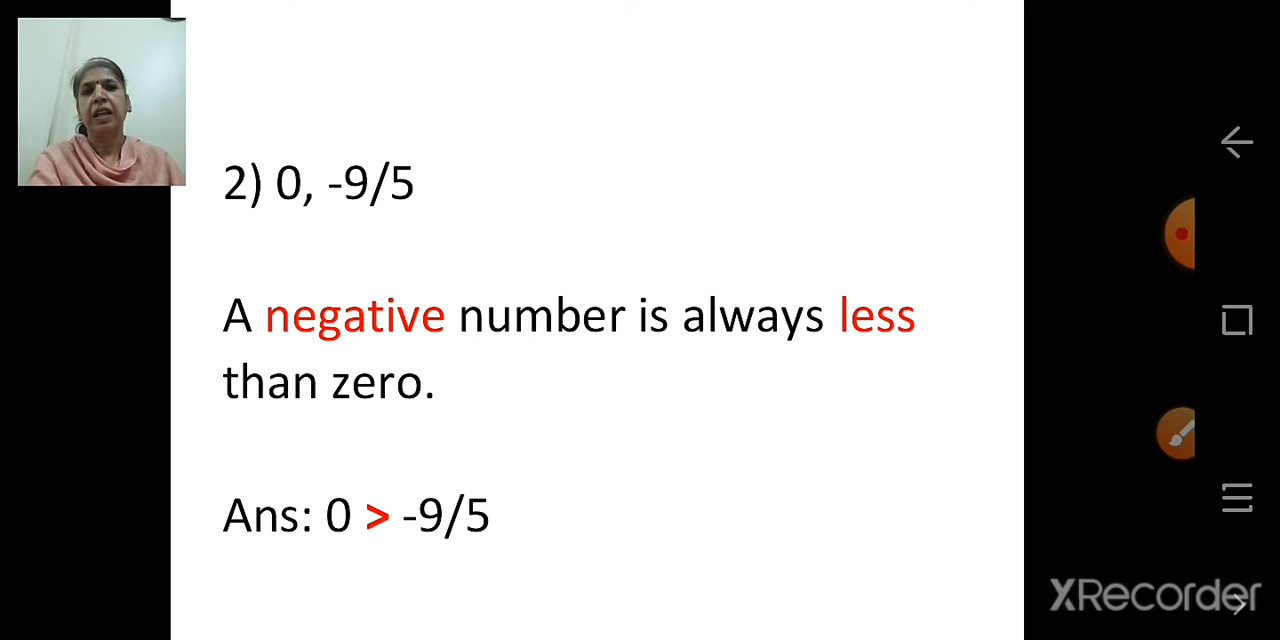 2) 0, -9/5
A negative number is always less
than zero.
Ans: 0 > -9/5
XRecorder